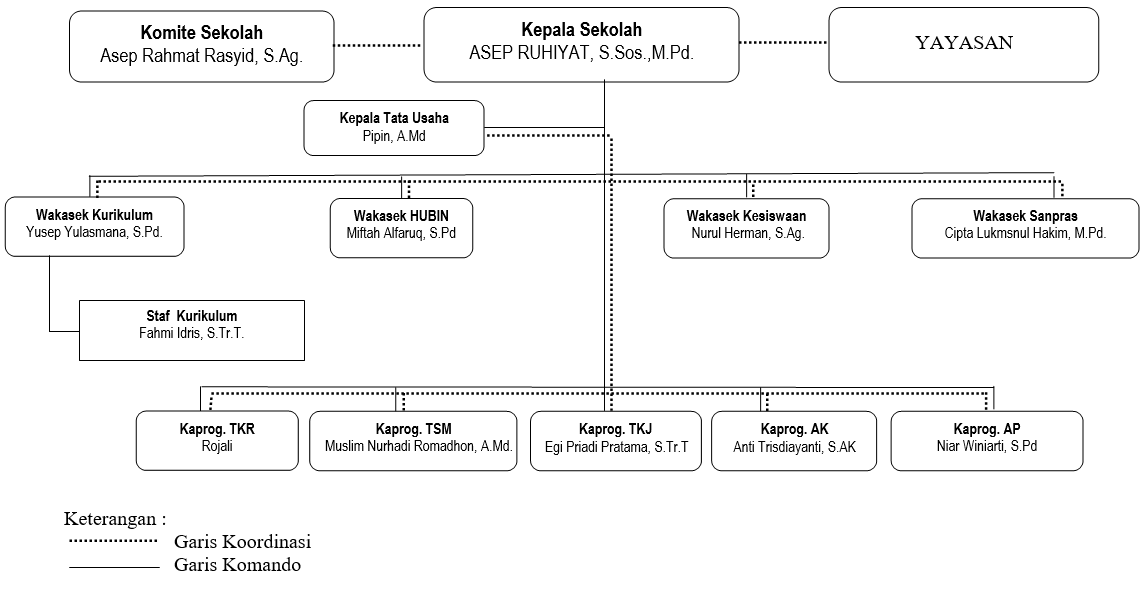 Komite Sekolah
Asep Rahmat Rasyid, S.Ag.
Kepala Sekolah
ASEP RUHIYAT, S.Sos.,M.Pd.
YAYASAN
Kepala Tata Usaha
Pipin, A.Md
Wakasek Kurikulum
Yusep Yulasmana, S.Pd.
Wakasek HUBIN
Miftah Alfaruq, S.Pd
Wakasek Kesiswaan
Nurul Herman, S.Ag.
Wakasek Sanpras
Cipta Lukmsnul Hakim, M.Pd.
Staf Kurikulum
Fahmi Idris, S.Tr.T.
Kaprog. TKR
Rojali
Kaprog. TSM
Muslim Nurhadi Romadhon, A.Md.
Kaprog. TKJ
Egi Priadi Pratama, S.Tr.T
Kaprog. AK
Anti Trisdiayanti, S.AK
Kaprog. AP
Niar Winiarti, S.Pd
Keterangan :
Garis Koordinasi
Garis Komando